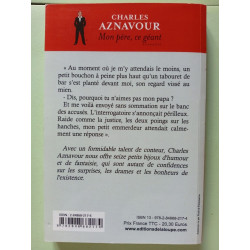 CHARLES
AZNAVOUR
Mon père, ce géant
« Au moment où je m'y attendais le moins, un
petit bouchon à peine plus haut qu'un tabouret de
bar s'est planté devant moi, son regard vissé au
mien.
- Dis, pourquoi tu n'aimes pas mon papa ?
Et me voilà envoyé sans sommation sur le banc
des accusés. L'interrogatoire s'annonçait périlleux.
Raide comme la justice, les deux poings sur les
hanches, mon petit emmerdeur attendait calme-
ment une réponse. »
Avec un formidable talent de conteur, Charles
Aznavour nous offre seize petits bijoux d'humour
et de fantaisie, qui sont autant de confidences
sur les surprises, les drames et les bonheurs de
l'existence.
Prix France TTC - 20,30 Euros
www.editionsdelaloupe.com